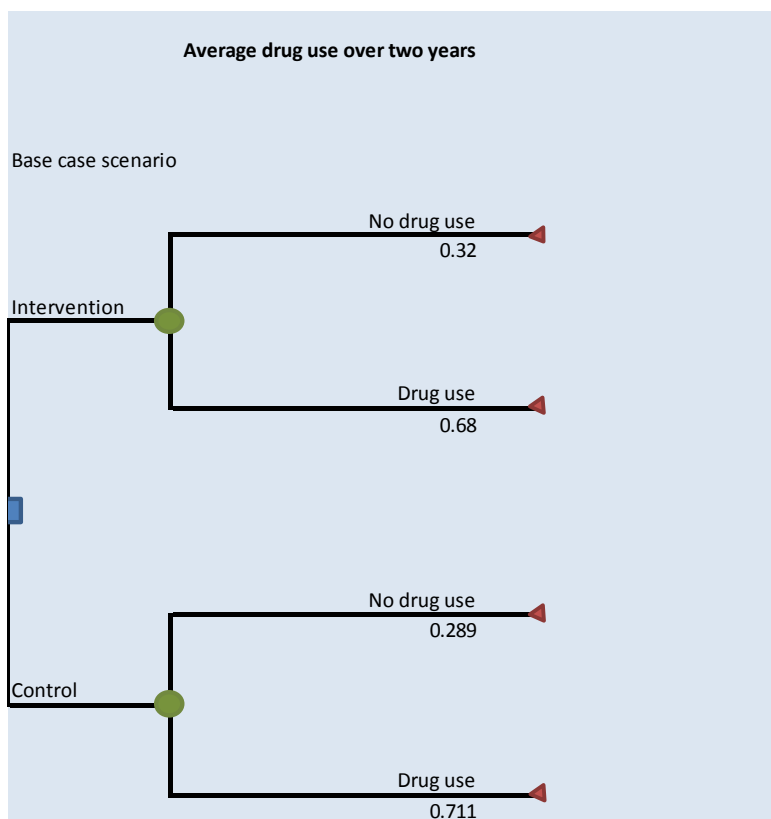 Average drug use over two years
Base case scenario
No drug use
0.32
Intervention
Drug use
0.68
No drug use
0.289
Control
Drug use
0.711